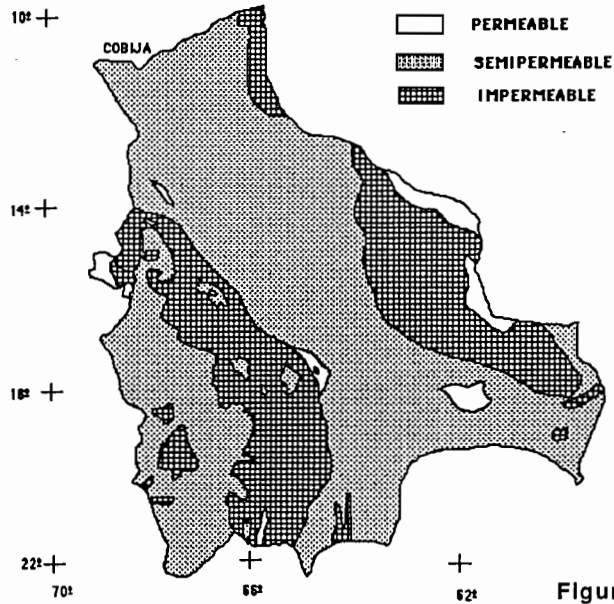 10º
COBIJA
PERMEABLE
SEMIPERMEABLE
IMPERMEABLE
14º
18º
22º
70º
66º
62º
Figur